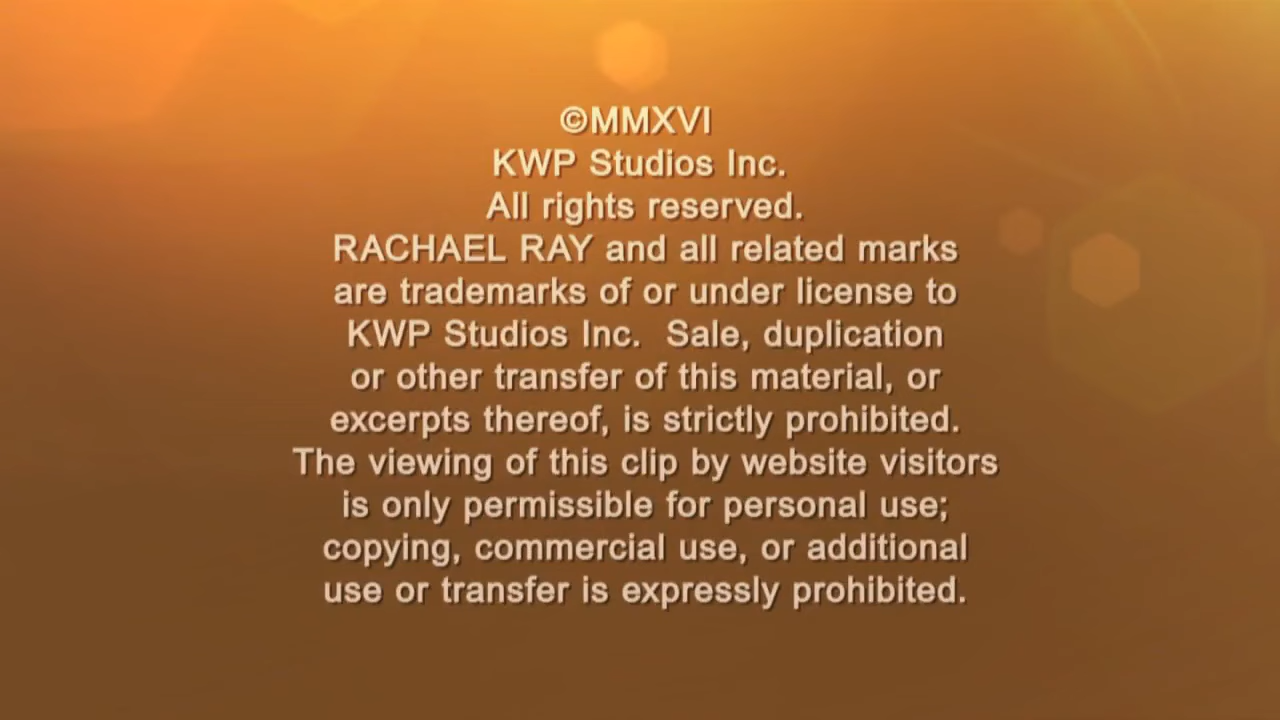 ©MMXVI
KWP Studios Inc.
All rights reserved.
RACHAEL RAY and all related marks
are trademarks of or under license to
KWP Studios Inc.  Sale, duplication
or other transfer of this material, or
excerpts thereof, is strictly prohibited.
The viewing of this clip by website visitors
is only permissible for personal use;
copying, commercial use, or additional
use or transfer is expressly prohibited.